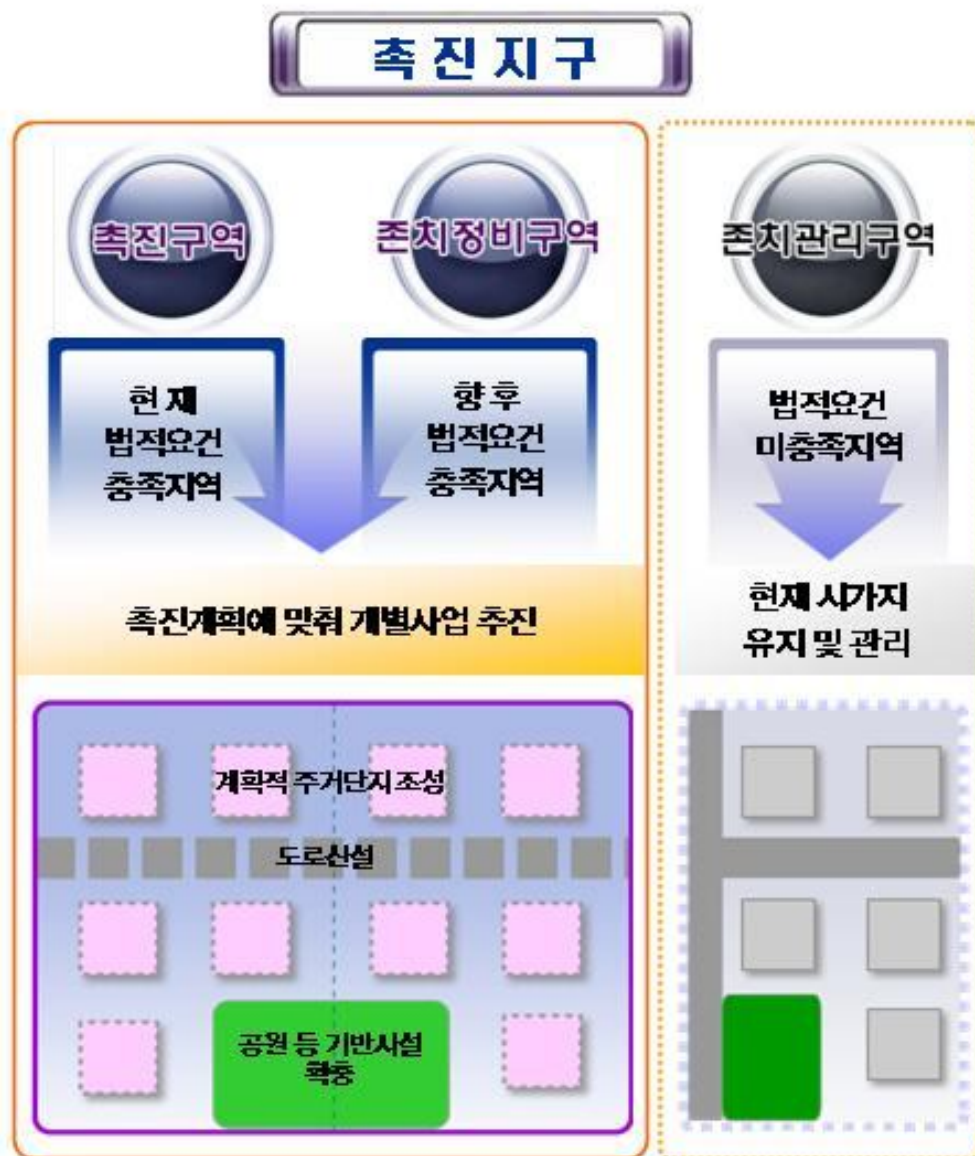 촉진지구
촉진구역
존치정비구역
존치관리구역
현재
법적요건
충족지역
향후
법적요건
충족지역
법적요건
미충족지역
촉진계획에 맞춰 개별사업 추진
현재 시가지
유지 및 관리
계획적 주거단지 조성
도로신설
공원 등 기반시설
확충